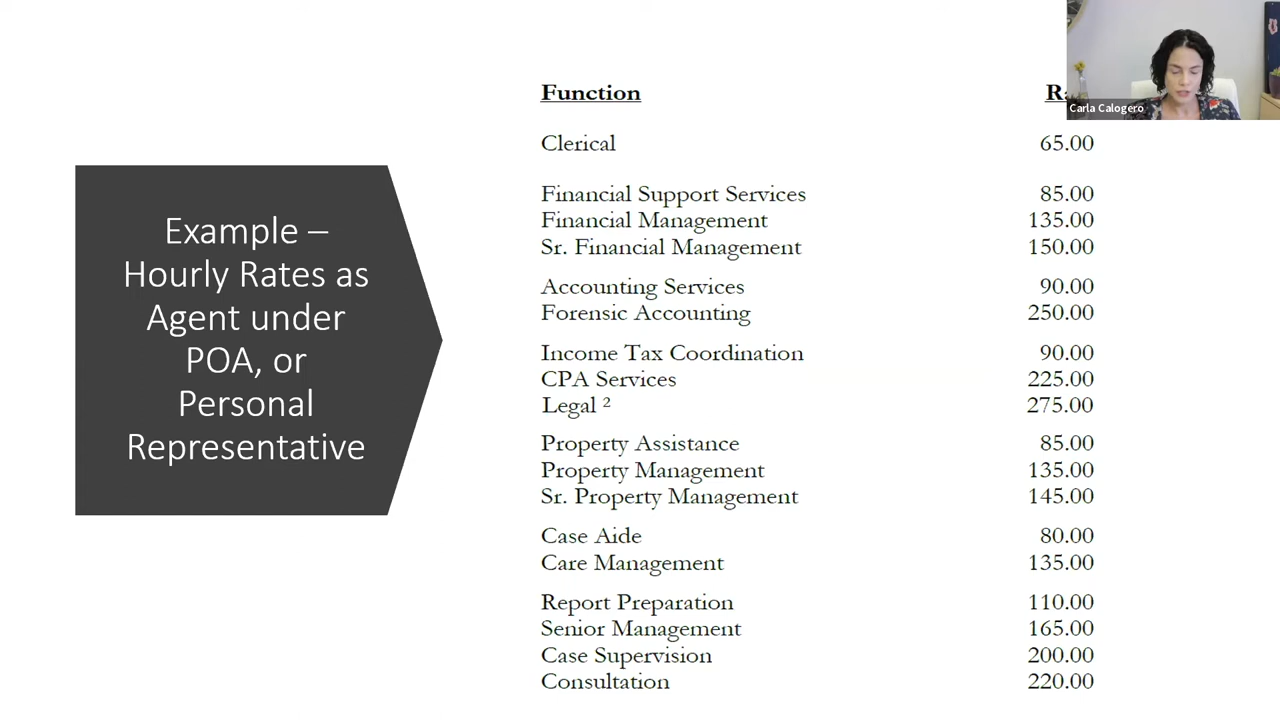 Carla Calogero
Example –
Hourly Rates as
Agent under
POA, or
Personal
Representative
Function
Clerical 65.00
Financial Support Services 85.00
Financial Management 135.00
Sr. Financial Management 150.00
Accounting Services 90.00
Forensic Accounting 250.00
Income Tax Coordination 90.00
CPA Services 225.00
Legal ² 275.00
Property Assistance 85.00
Property Management 135.00
Sr. Property Management 145.00
Case Aide 80.00
Care Management 135.00
Report Preparation 110.00
Senior Management 165.00
Case Supervision 200.00
Consultation 220.00